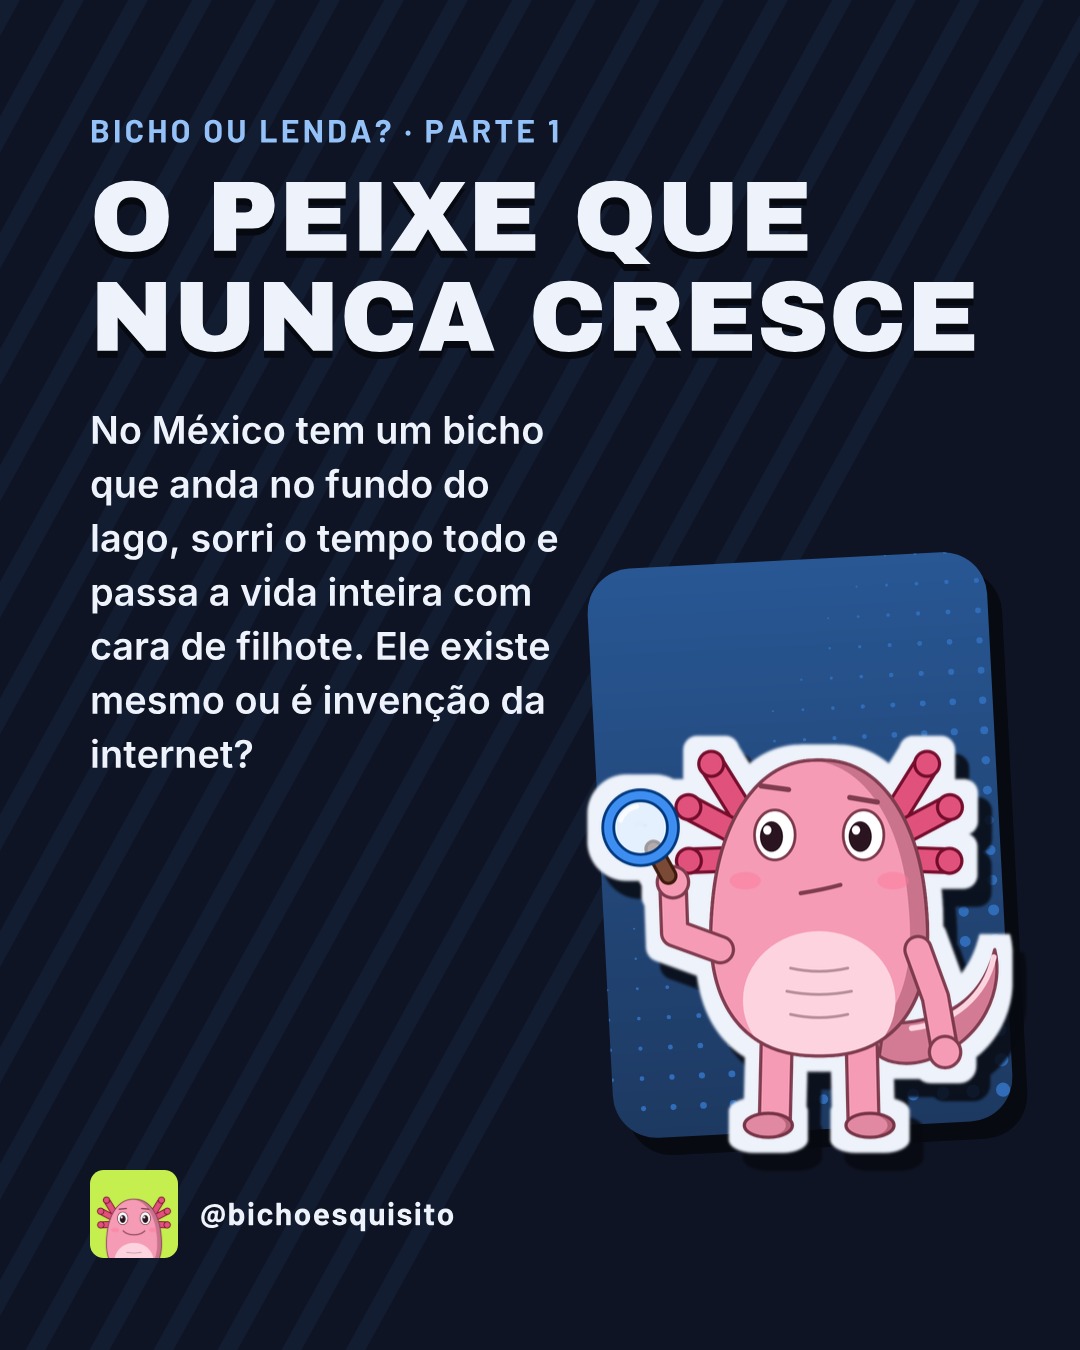 BICHO OU LENDA? · PARTE 1
O PEIXE QUE
NUNCA CRESCE
No México tem um bicho
que anda no fundo do
lago, sorri o tempo todo e
passa a vida inteira com
cara de filhote. Ele existe
mesmo ou é invenção da
internet?
@bichoesquisito